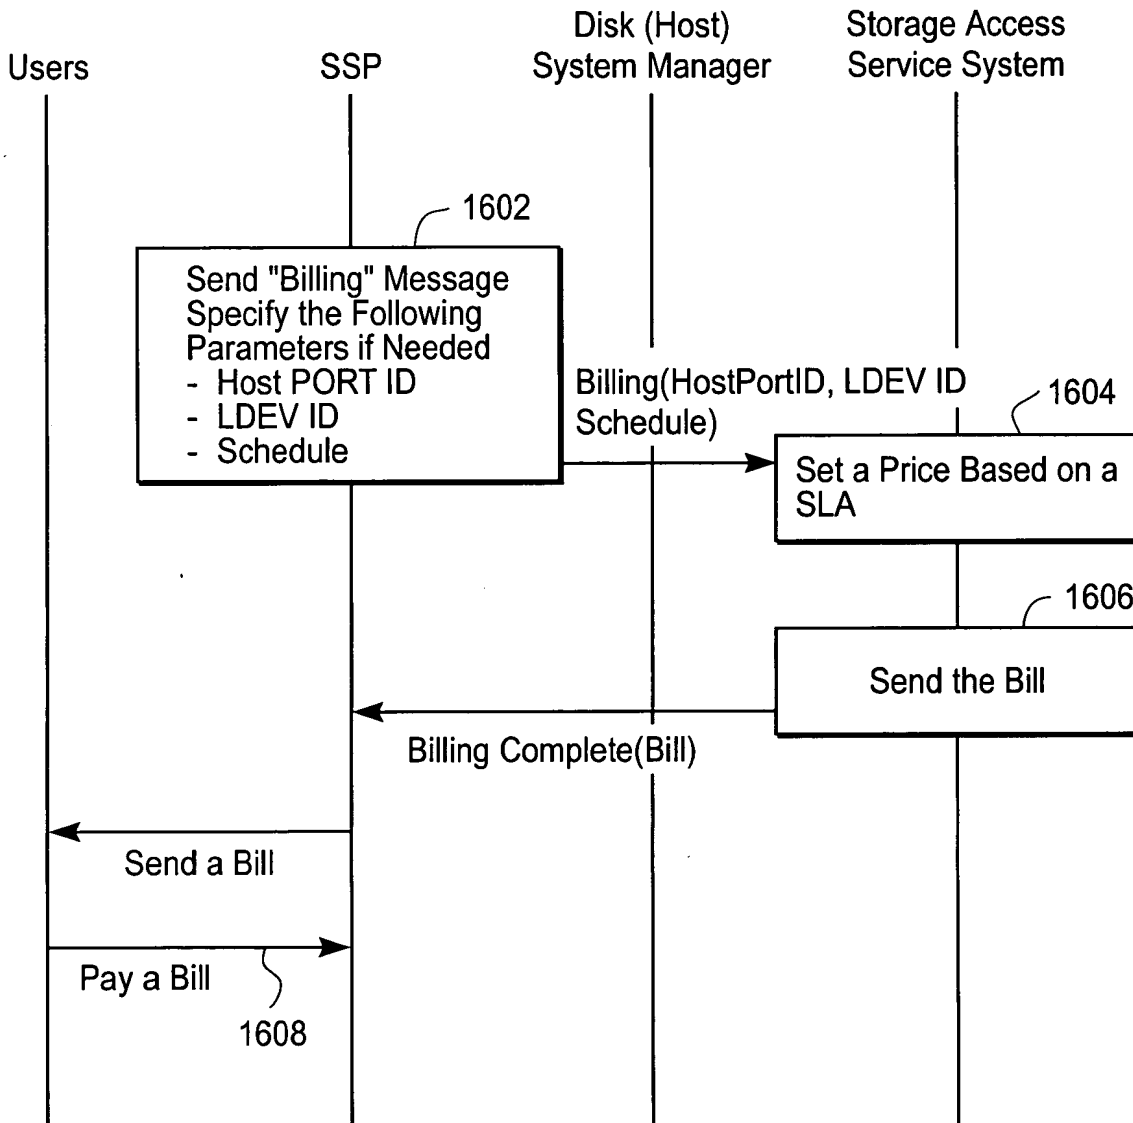 Users
SSP
Disk (Host)
System Manager
Storage Access
Service System
1602
Send "Billing" Message
Specify the Following
Parameters if Needed
- Host PORT ID
- LDEV ID
- Schedule
Billing(HostPortID, LDEV ID
Schedule)
1604
Set a Price Based on a
SLA
1606
Send the Bill
Billing Complete(Bill)
Send a Bill
Pay a Bill
1608